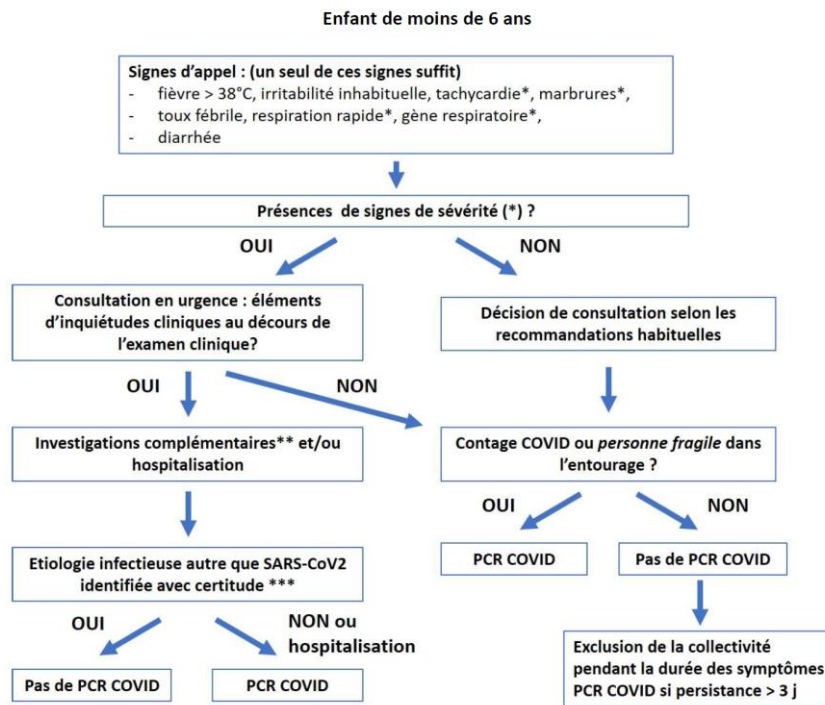 Enfant de moins de 6 ans
Signes d'appel : (un seul de ces signes suffit)
- fièvre > 38°C, irritabilité inhabituelle, tachycardie*, marbrures*,
- toux fébrile, respiration rapide*, gène respiratoire*,
- diarrhée
Présences de signes de sévérité (*) ?
OUI
NON
Consultation en urgence : éléments
d'inquiétudes cliniques au décours de
l'examen clinique?
Décision de consultation selon les
recommandations habituelles
OUI
NON
Investigations complémentaires** et/ou
hospitalisation
Contage COVID ou personne fragile dans
l'entourage ?
OUI
NON
PCR COVID
Pas de PCR COVID
Etiologie infectieuse autre que SARS-CoV2
identifiée avec certitude ***
OUI
NON ou
hospitalisation
Pas de PCR COVID
PCR COVID
Exclusion de la collectivité
pendant la durée des symptômes
PCR COVID si persistance > 3 j